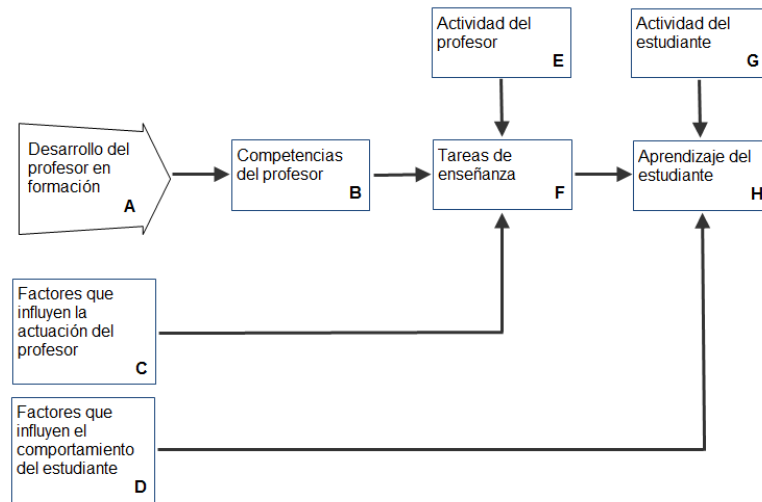 Actividad del
profesor
E
Actividad del
estudiante
G
Desarrollo del
profesor en
formación
A
Competencias
del profesor
B
Tareas de
enseñanza
F
Aprendizaje del
estudiante
H
Factores que
influyen la
actuación del
profesor
C
Factores que
influyen el
comportamiento
del estudiante
D